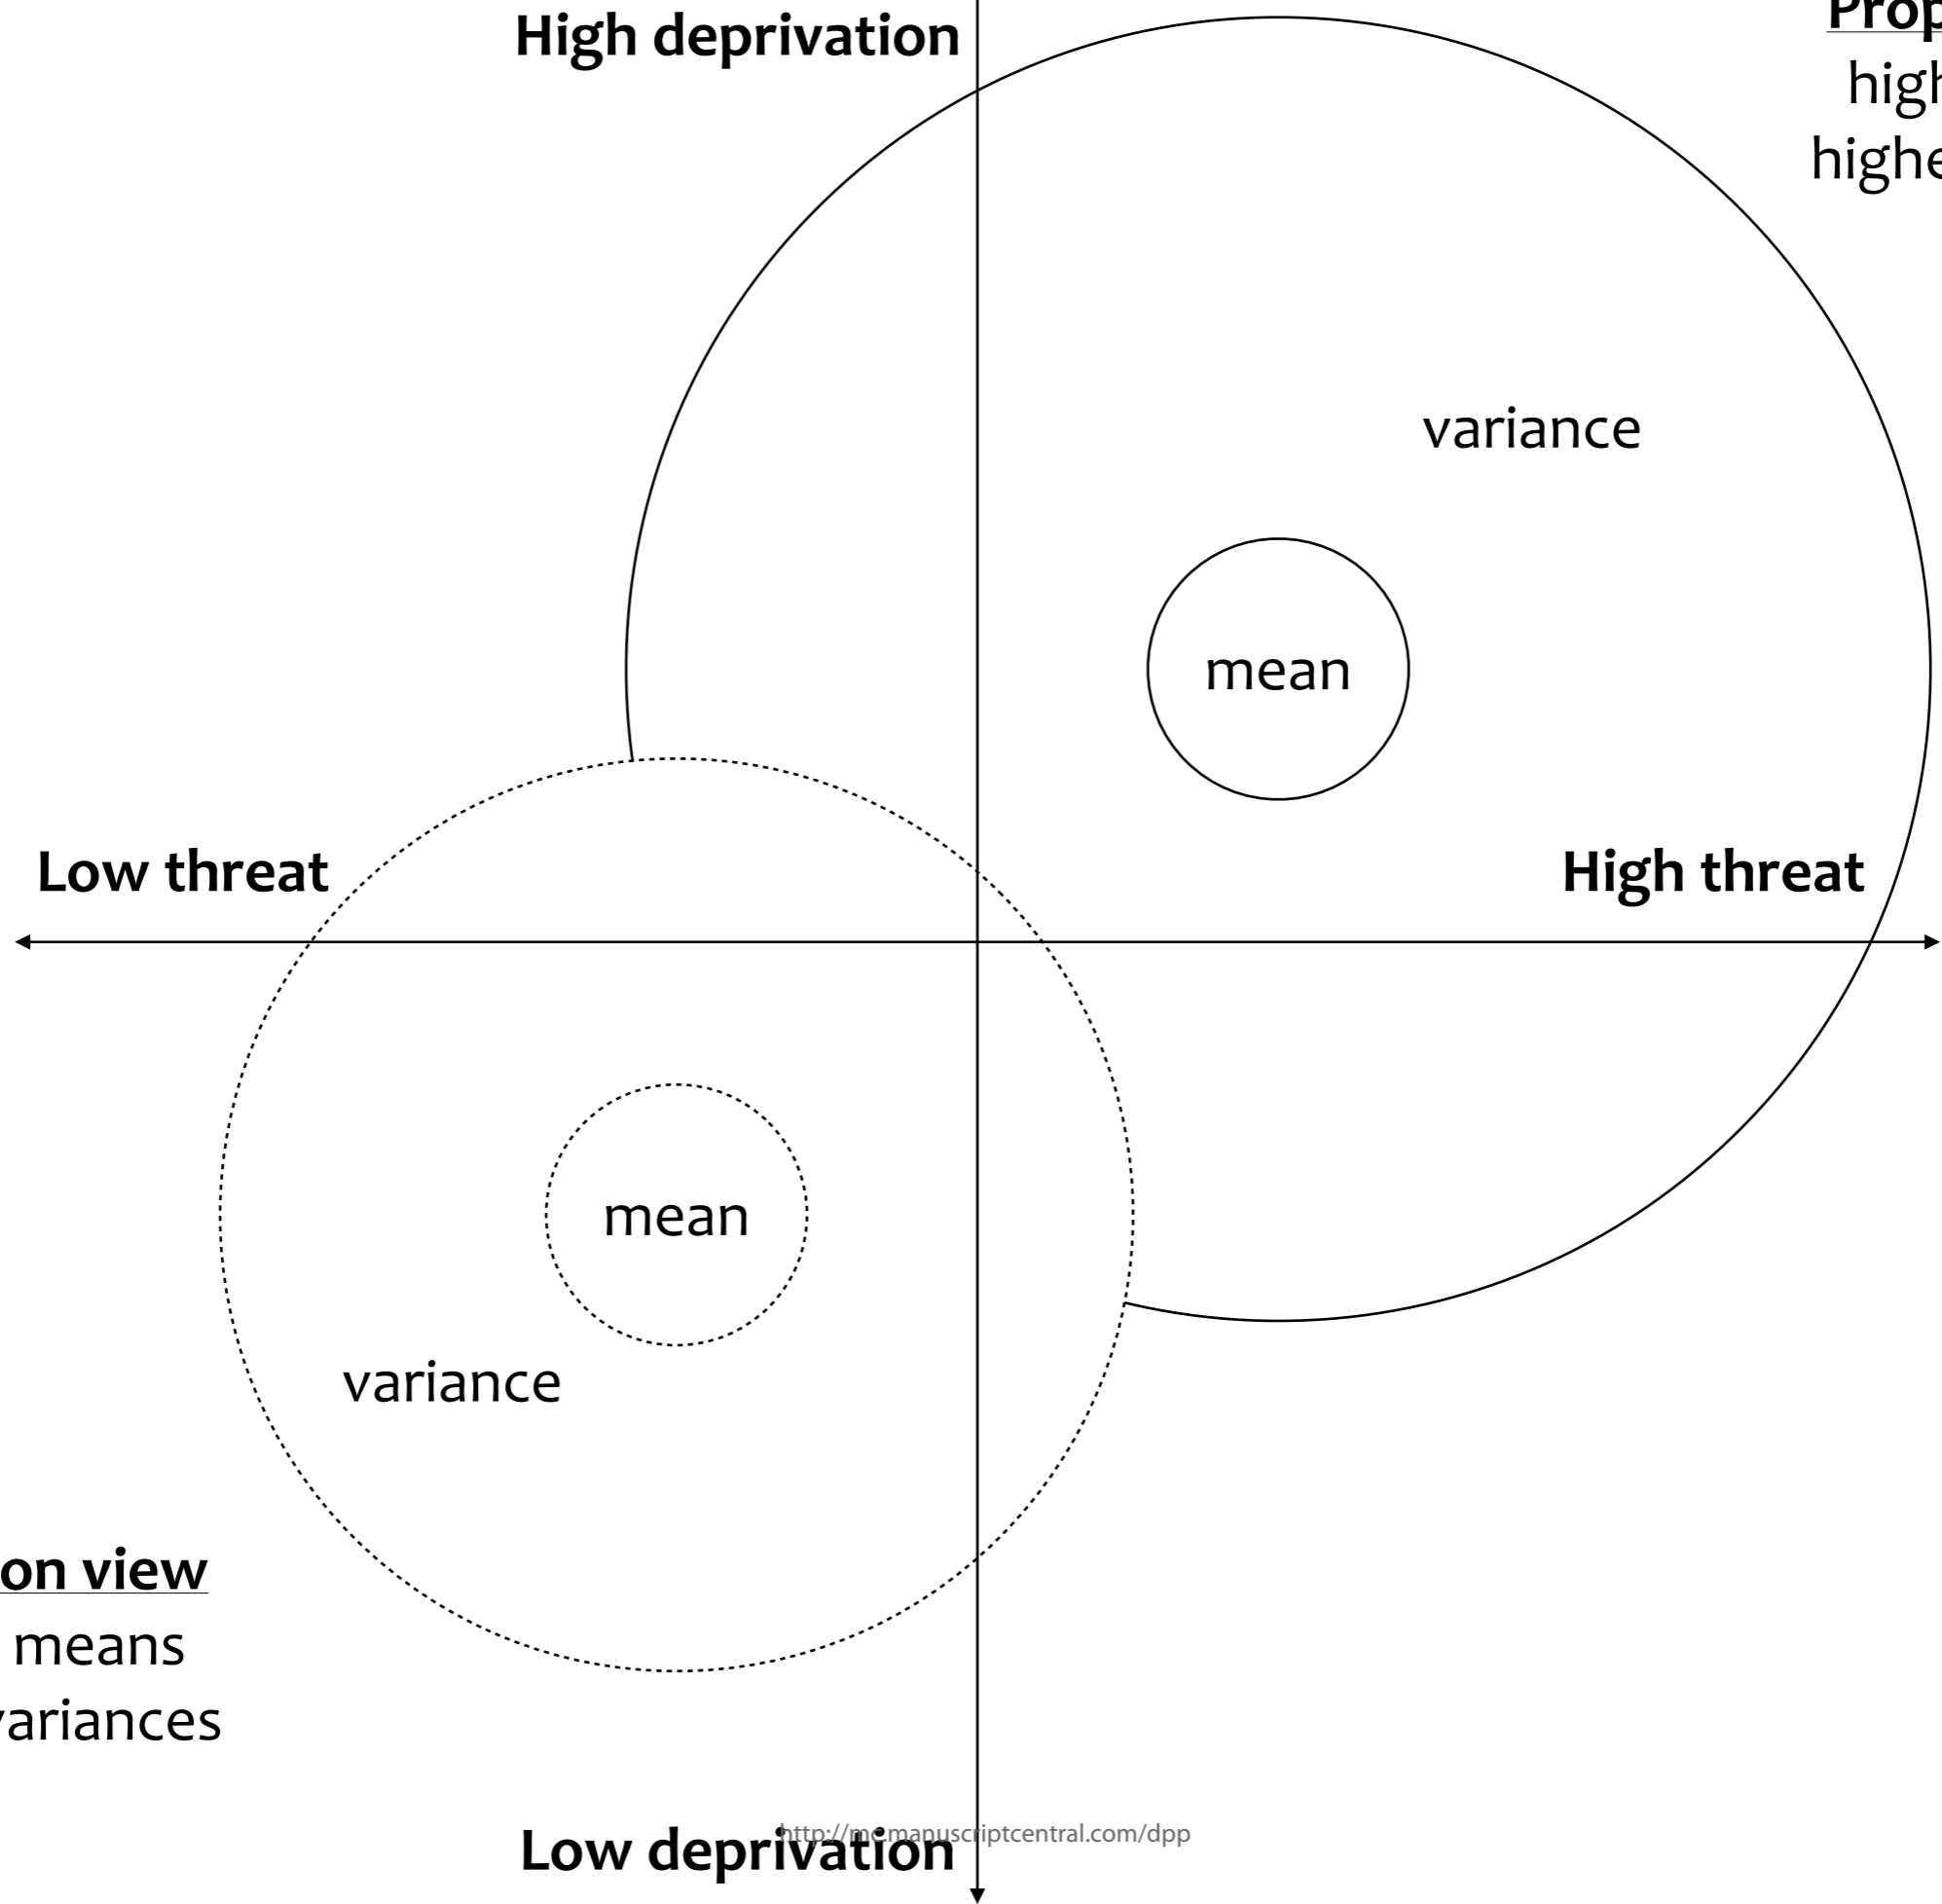 High deprivation
variance
mean
Low threat
High threat
mean
variance
on view
means
variances
http://mc.manuscriptcentral.com/dpp
Low deprivation